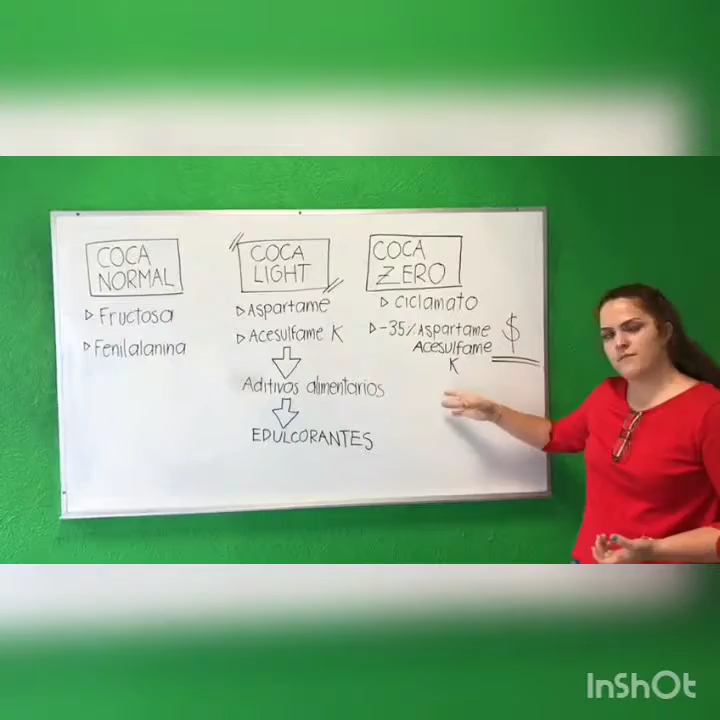 COCA
NORMAL
▷ Fructosa
▷ Fenilalanina
COCA
LIGHT
▷ Aspartame
▷ Acesulfame K
Aditivos alimentarios
EDULCORANTES
COCA
ZERO
▷ Ciclamato
▷ -35% Aspartame
Acesulfame
K
$
InShOt